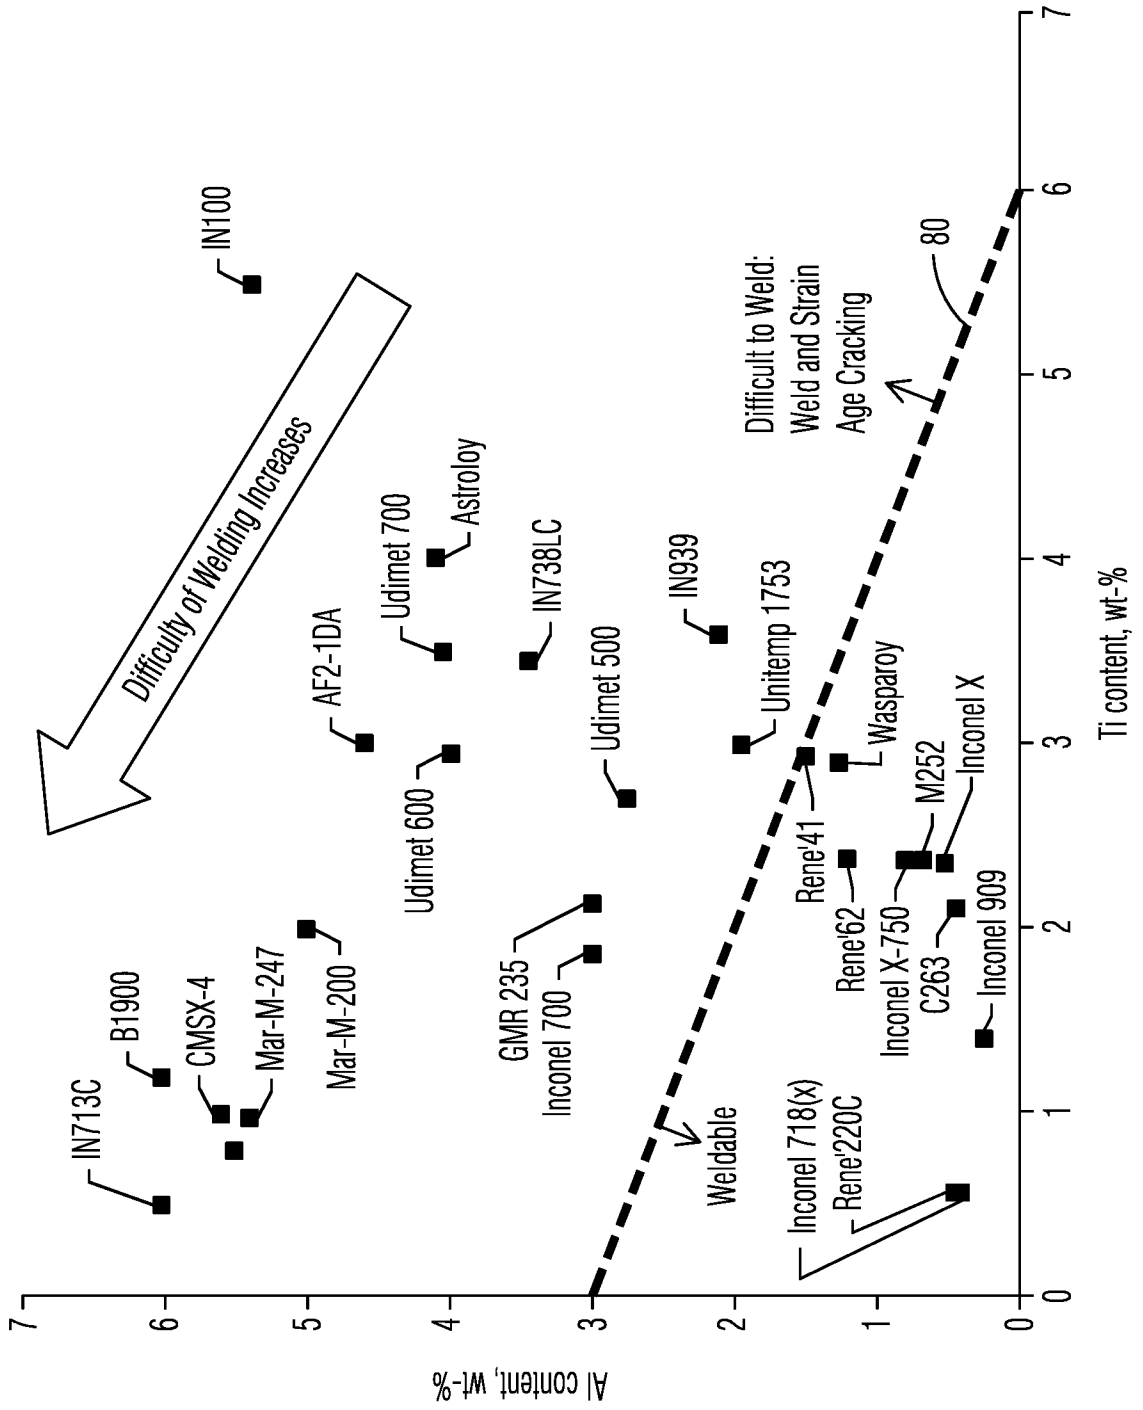 Al content, wt-%
7
6
5
4
3
2
1
0
0
1
2
3
4
5
6
7
Ti content, wt-%
Difficulty of Welding Increases
IN100
IN713C
B1900
CMSX-4
Mar-M-247
Mar-M-200
AF2-1DA
Udimet 600
Udimet 700
Astroloy
IN738LC
Udimet 500
GMR 235
Inconel 700
IN939
Unitemp 1753
Difficult to Weld:
Weld and Strain
Age Cracking
80
Weldable
Rene'41
Wasparoy
Rene'62
Inconel X-750
M252
C263
Inconel X
Inconel 909
Inconel 718(x)
Rene'220C